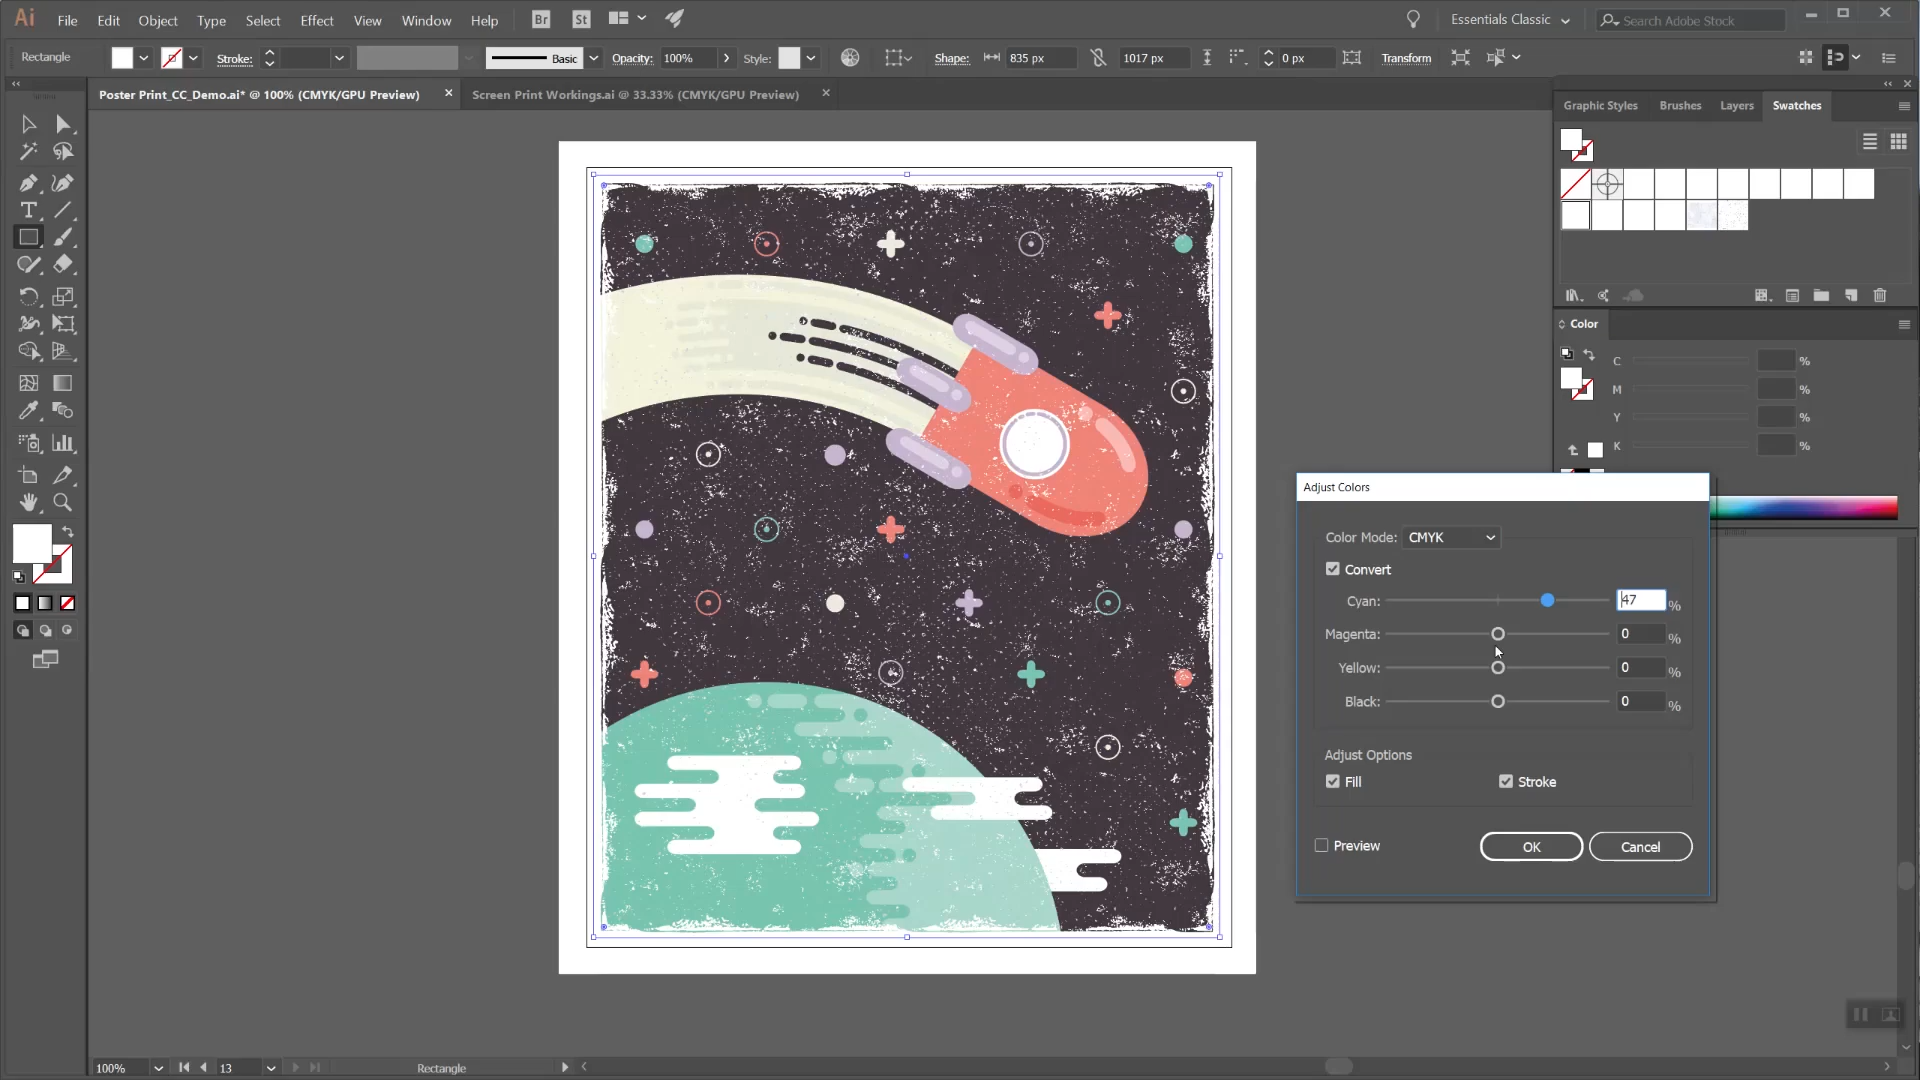 Ai File Edit Object Type Select Effect View Window Help Br St Essentials Classic Search Adobe Stock
Rectangle Stroke: Basic Opacity: 100% Style: Shape: 835 px 1017 px 0 px Transform
Poster Print_CC_Demo.ai* @ 100% (CMYK/GPU Preview) Screen Print Workings.ai @ 33.33% (CMYK/GPU Preview)
Graphic Styles Brushes Layers Swatches
Color
C %
M %
Y %
K %
Adjust Colors
Color Mode: CMYK
Convert
Cyan: 47 %
Magenta: 0 %
Yellow: 0 %
Black: 0 %
Adjust Options
Fill Stroke
Preview OK Cancel
100% 13 Rectangle